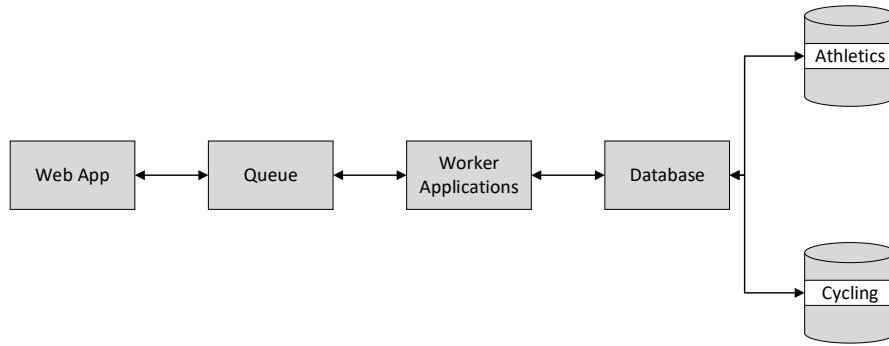 Athletics
Web App
Queue
Worker
Applications
Database
Cycling